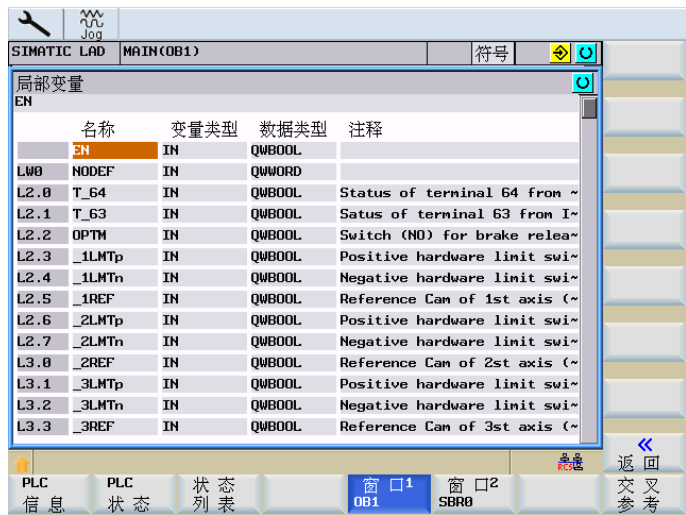 Jog
SIMATIC LAD MAIN(OB1) 符号
局部变量
EN
名称 变量类型 数据类型 注释
EN IN QWBOOL
LW0 NODEF IN QWWORD
L2.0 T_64 IN QWBOOL Status of terminal 64 from ~
L2.1 T_63 IN QWBOOL Satus of terminal 63 from I~
L2.2 OPTM IN QWBOOL Switch (NO) for brake relea~
L2.3 _1LMTp IN QWBOOL Positive hardware limit swi~
L2.4 _1LMTn IN QWBOOL Negative hardware limit swi~
L2.5 _1REF IN QWBOOL Reference Cam of 1st axis (~
L2.6 _2LMTp IN QWBOOL Positive hardware limit swi~
L2.7 _2LMTn IN QWBOOL Negative hardware limit swi~
L3.0 _2REF IN QWBOOL Reference Cam of 2st axis (~
L3.1 _3LMTp IN QWBOOL Positive hardware limit swi~
L3.2 _3LMTn IN QWBOOL Negative hardware limit swi~
L3.3 _3REF IN QWBOOL Reference Cam of 3st axis (~
RCS
«
返回
PLC 信息
PLC 状态
状态 列表
窗口1 OB1
窗口2 SBR0
交叉 参考